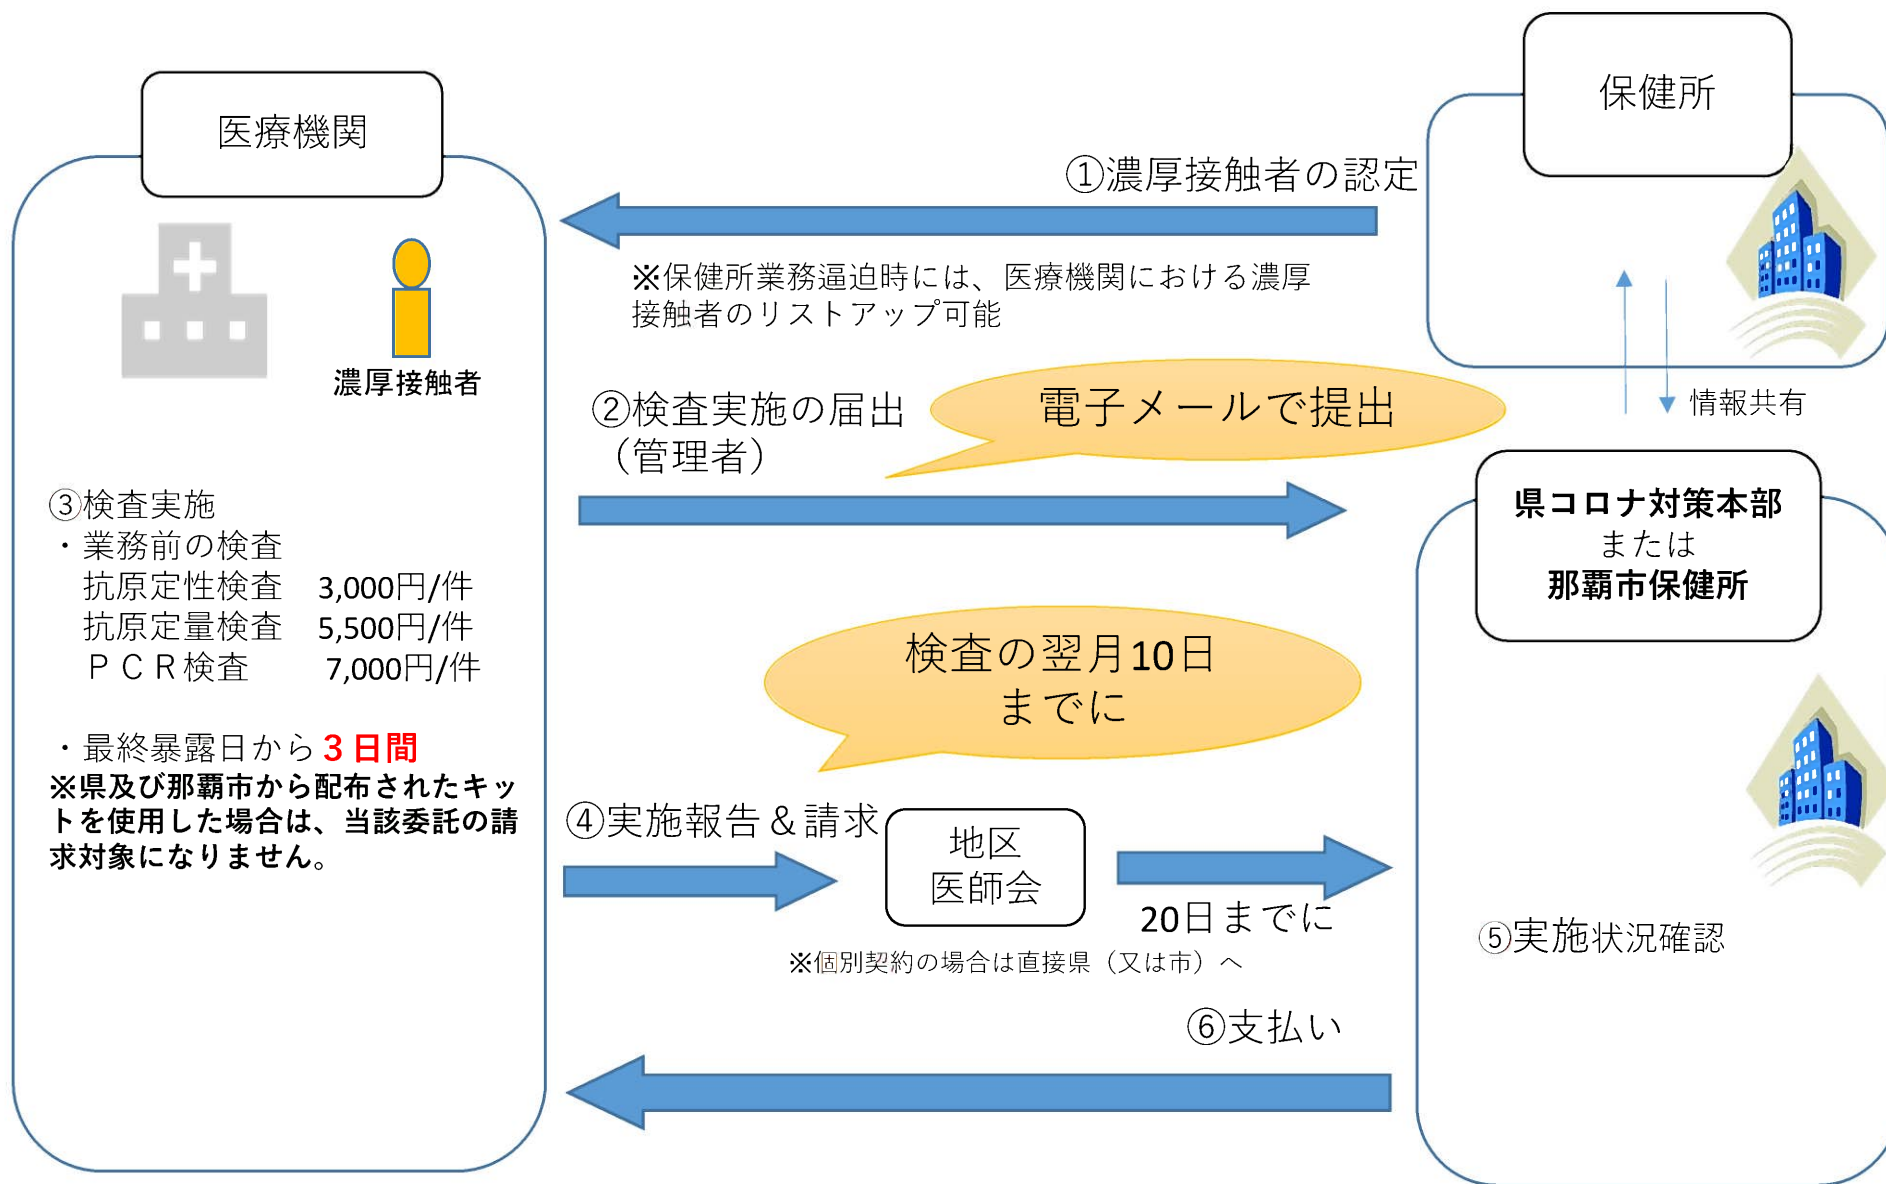 医療機関
保健所
①濃厚接触者の認定
※保健所業務逼迫時には、医療機関における濃厚
接触者のリストアップ可能
濃厚接触者
②検査実施の届出
（管理者）
電子メールで提出
情報共有
県コロナ対策本部
または
那覇市保健所
③検査実施
・業務前の検査
抗原定性検査　3,000円/件
抗原定量検査　5,500円/件
ＰＣＲ検査　7,000円/件
・最終暴露日から３日間
※県及び那覇市から配布されたキッ
トを使用した場合は、当該委託の請
求対象になりません。
検査の翌月10日
までに
④実施報告＆請求
地区
医師会
20日までに
※個別契約の場合は直接県（又は市）へ
⑤実施状況確認
⑥支払い